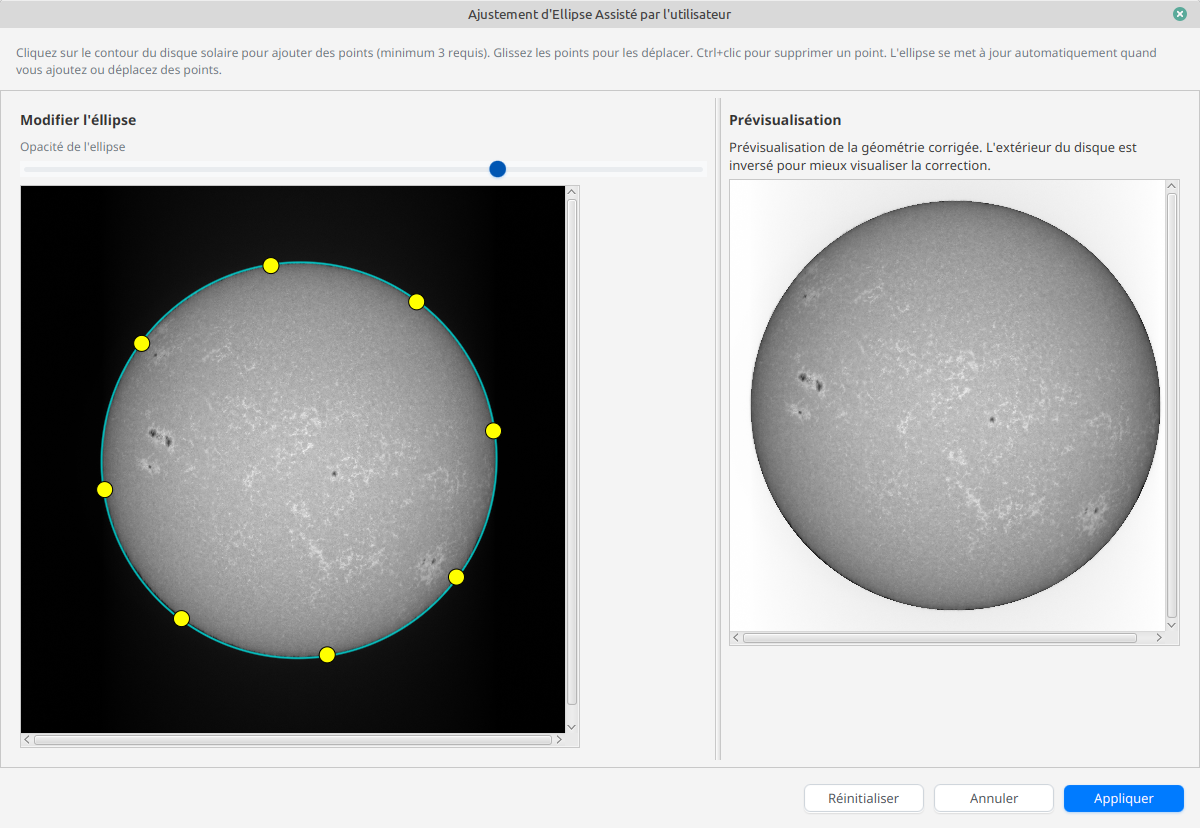 Ajustement d'Ellipse Assisté par l'utilisateur
Cliquez sur le contour du disque solaire pour ajouter des points (minimum 3 requis). Glissez les points pour les déplacer. Ctrl+clic pour supprimer un point. L'ellipse se met à jour automatiquement quand
vous ajoutez ou déplacez des points.
Modifier l'éllipse
Opacité de l'ellipse
Prévisualisation
Prévisualisation de la géométrie corrigée. L'extérieur du disque est
inversé pour mieux visualiser la correction.
Réinitialiser
Annuler
Appliquer